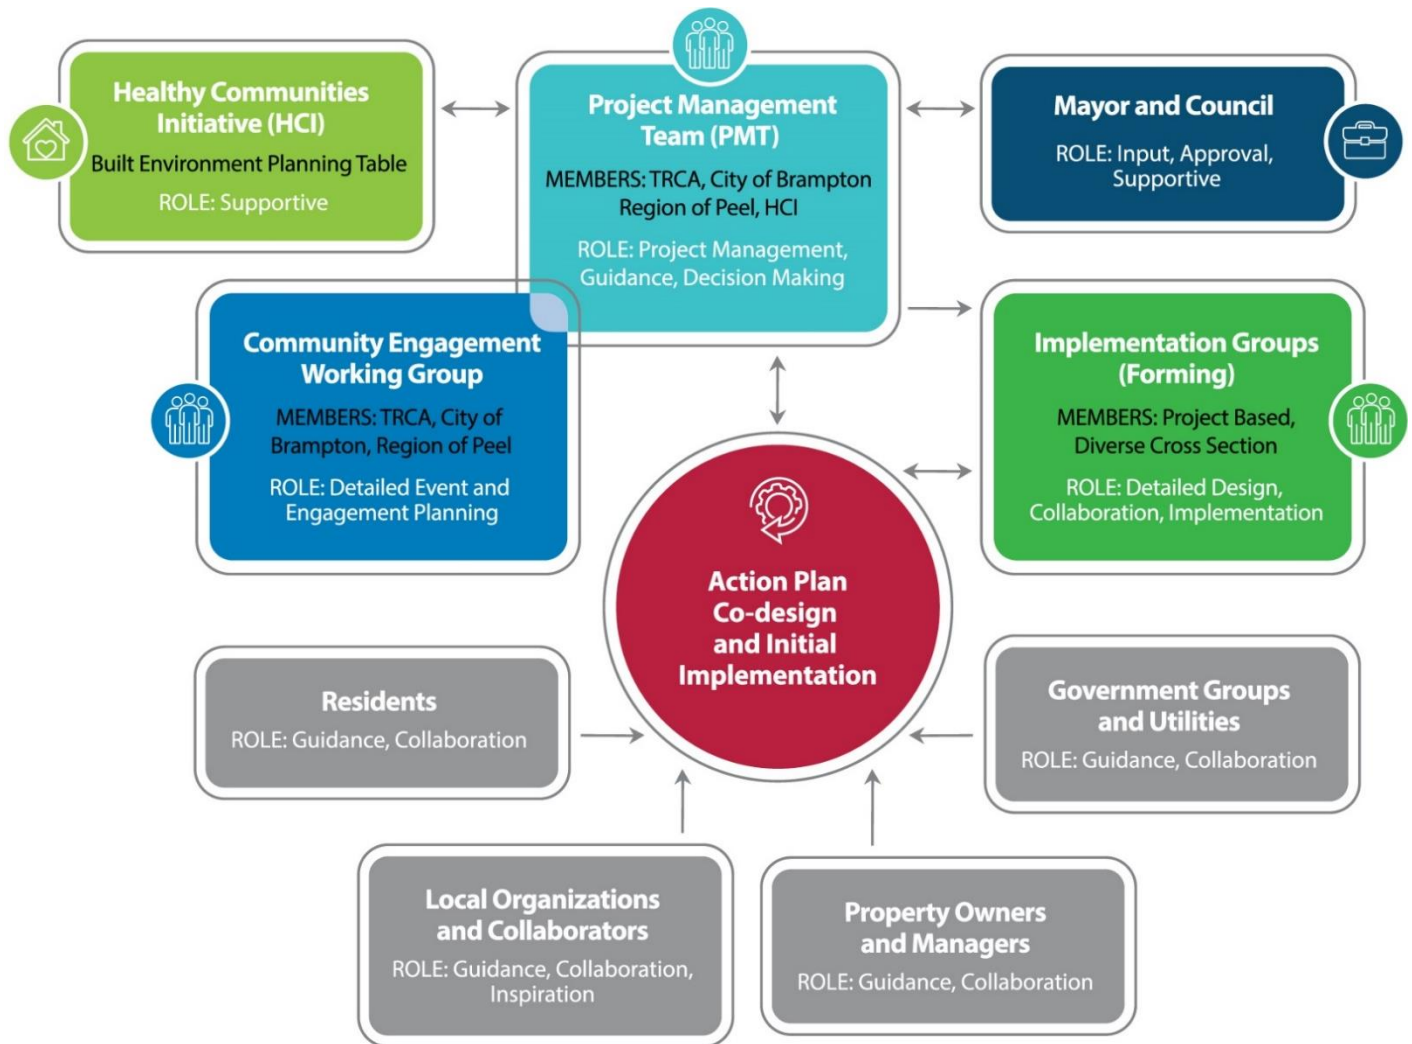 Healthy Communities
Initiative (HCI)
Built Environment Planning Table
ROLE: Supportive
Project Management
Team (PMT)
MEMBERS: TRCA, City of Brampton
Region of Peel, HCI
ROLE: Project Management,
Guidance, Decision Making
Mayor and Council
ROLE: Input, Approval,
Supportive
Community Engagement
Working Group
MEMBERS: TRCA, City of
Brampton, Region of Peel
ROLE: Detailed Event and
Engagement Planning
Implementation Groups
(Forming)
MEMBERS: Project Based,
Diverse Cross Section
ROLE: Detailed Design,
Collaboration, Implementation
Action Plan
Co-design
and Initial
Implementation
Residents
ROLE: Guidance, Collaboration
Government Groups
and Utilities
ROLE: Guidance, Collaboration
Local Organizations
and Collaborators
ROLE: Guidance, Collaboration,
Inspiration
Property Owners
and Managers
ROLE: Guidance, Collaboration